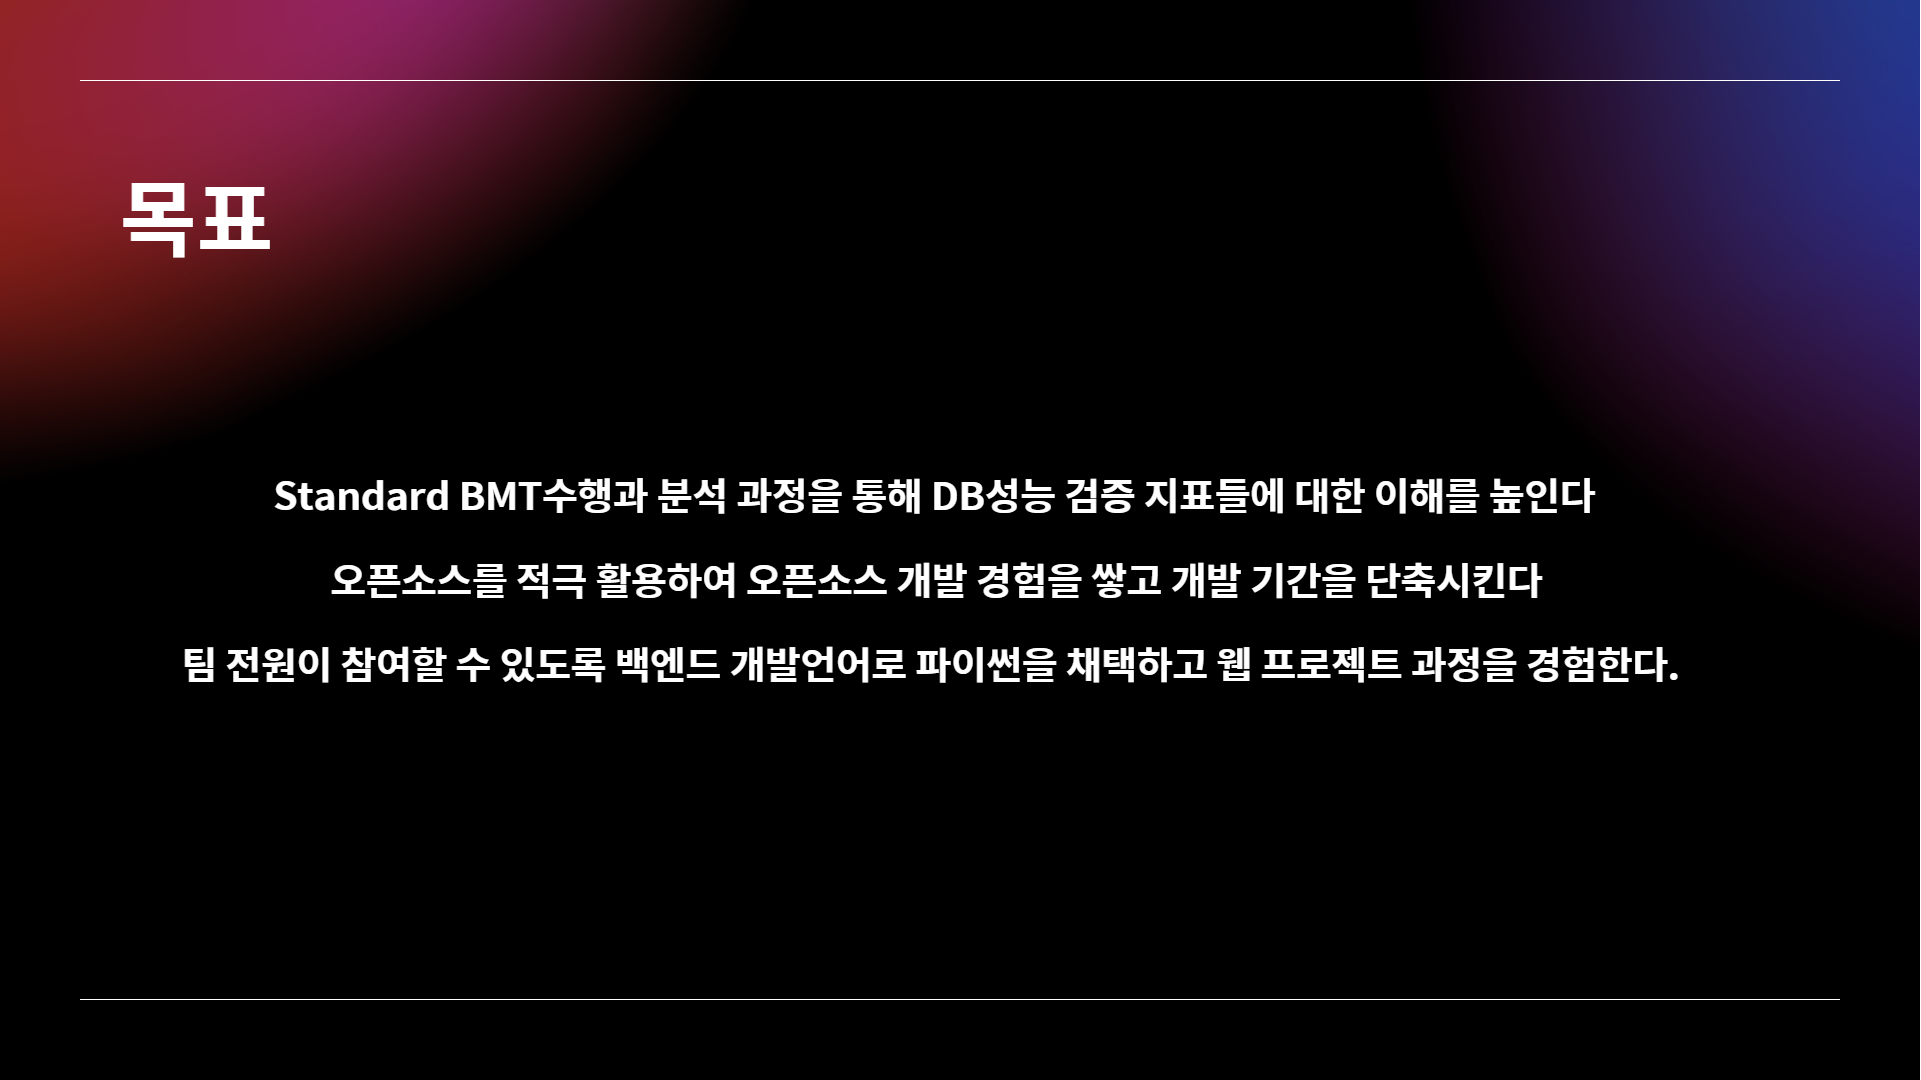 목표
Standard BMT수행과 분석 과정을 통해 DB성능 검증 지표들에 대한 이해를 높인다
오픈소스를 적극 활용하여 오픈소스 개발 경험을 쌓고 개발 기간을 단축시킨다
팀 전원이 참여할 수 있도록 백엔드 개발언어로 파이썬을 채택하고 웹 프로젝트 과정을 경험한다.